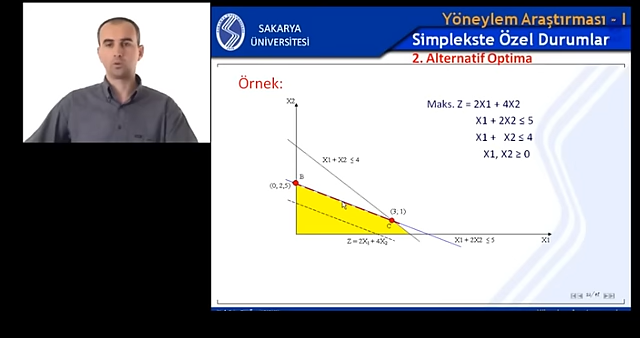 SAKARYA
ÜNİVERSİTESİ
Yöneylem Araştırması - I
Simplekste Özel Durumlar
2. Alternatif Optima
Örnek:
Maks. Z = 2X1 + 4X2
X1 + 2X2 ≤ 5
X1 + X2 ≤ 4
X1, X2 ≥ 0
X2
X1+X2 ≤ 4
B
(0, 2,5)
(3, 1)
C
Z = 2X₁ + 4X₂
X1 + 2X2 ≤ 5
X1